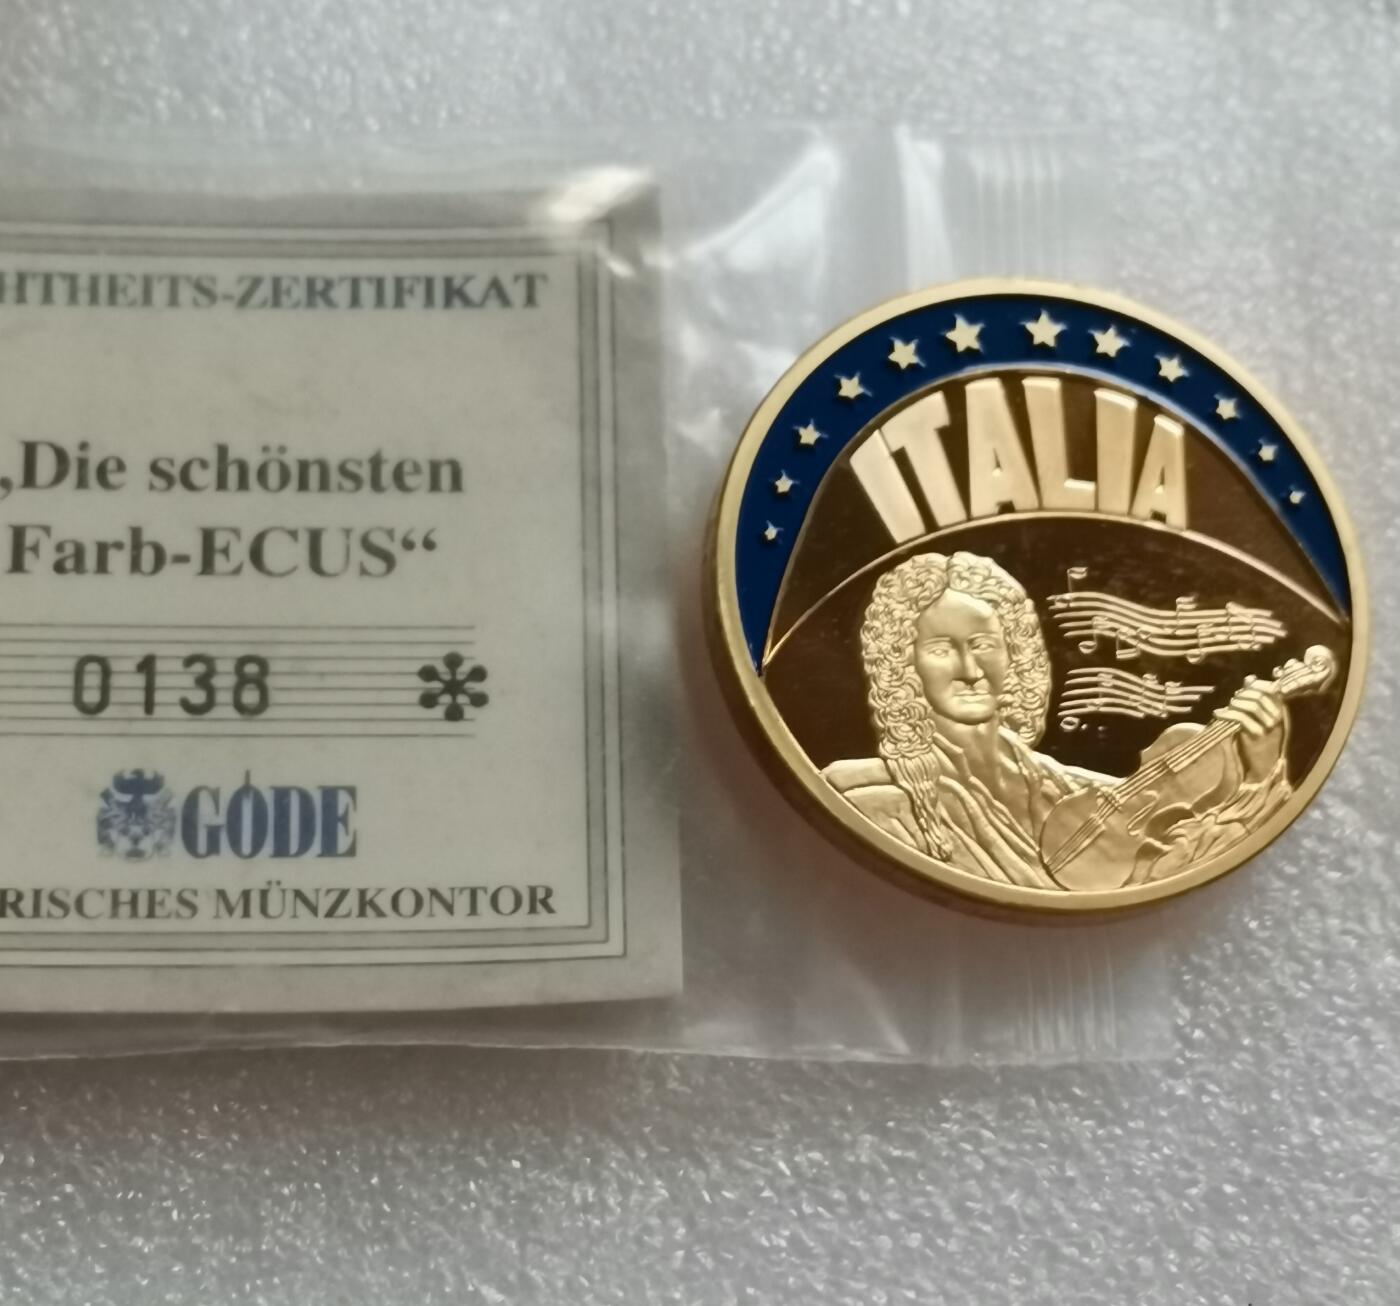 HTHEITS-ZERTIFIKAT
„Die schönsten
Farb-ECUS“
0138 *
GÖDE
RISCHES MÜNZKONTOR
ITALIA